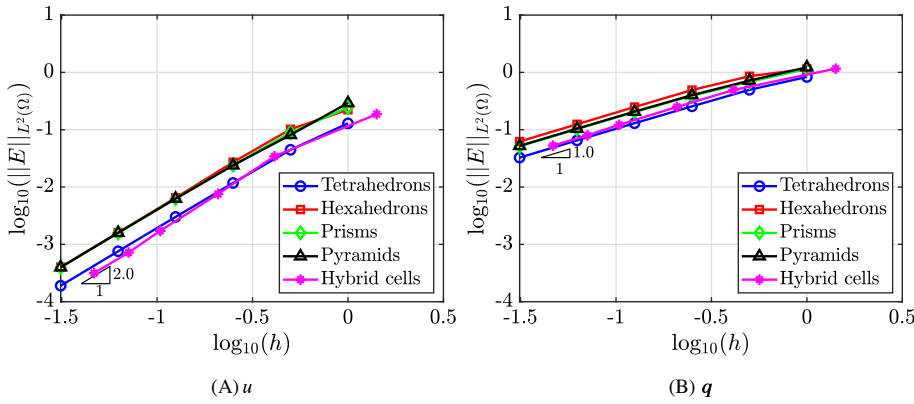 1
0
-1
-2
-3
-4
log₁₀(||E||_{L²(Ω)})
Tetrahedrons
Hexahedrons
Prisms
Pyramids
Hybrid cells
2.0
1
-1.5
-1
-0.5
0
0.5
log₁₀(h)
(A) u
1
0
-1
-2
-3
-4
log₁₀(||E||_{L²(Ω)})
1.0
1
Tetrahedrons
Hexahedrons
Prisms
Pyramids
Hybrid cells
-1.5
-1
-0.5
0
0.5
log₁₀(h)
(B) q